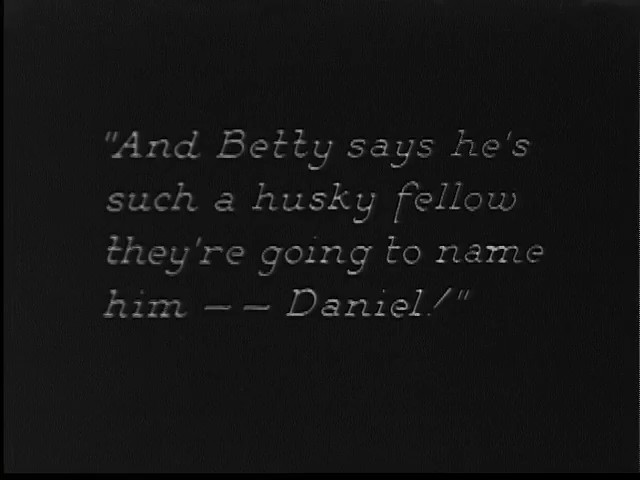 "And Betty says he's
such a husky fellow
they're going to name
him -- Daniel!"